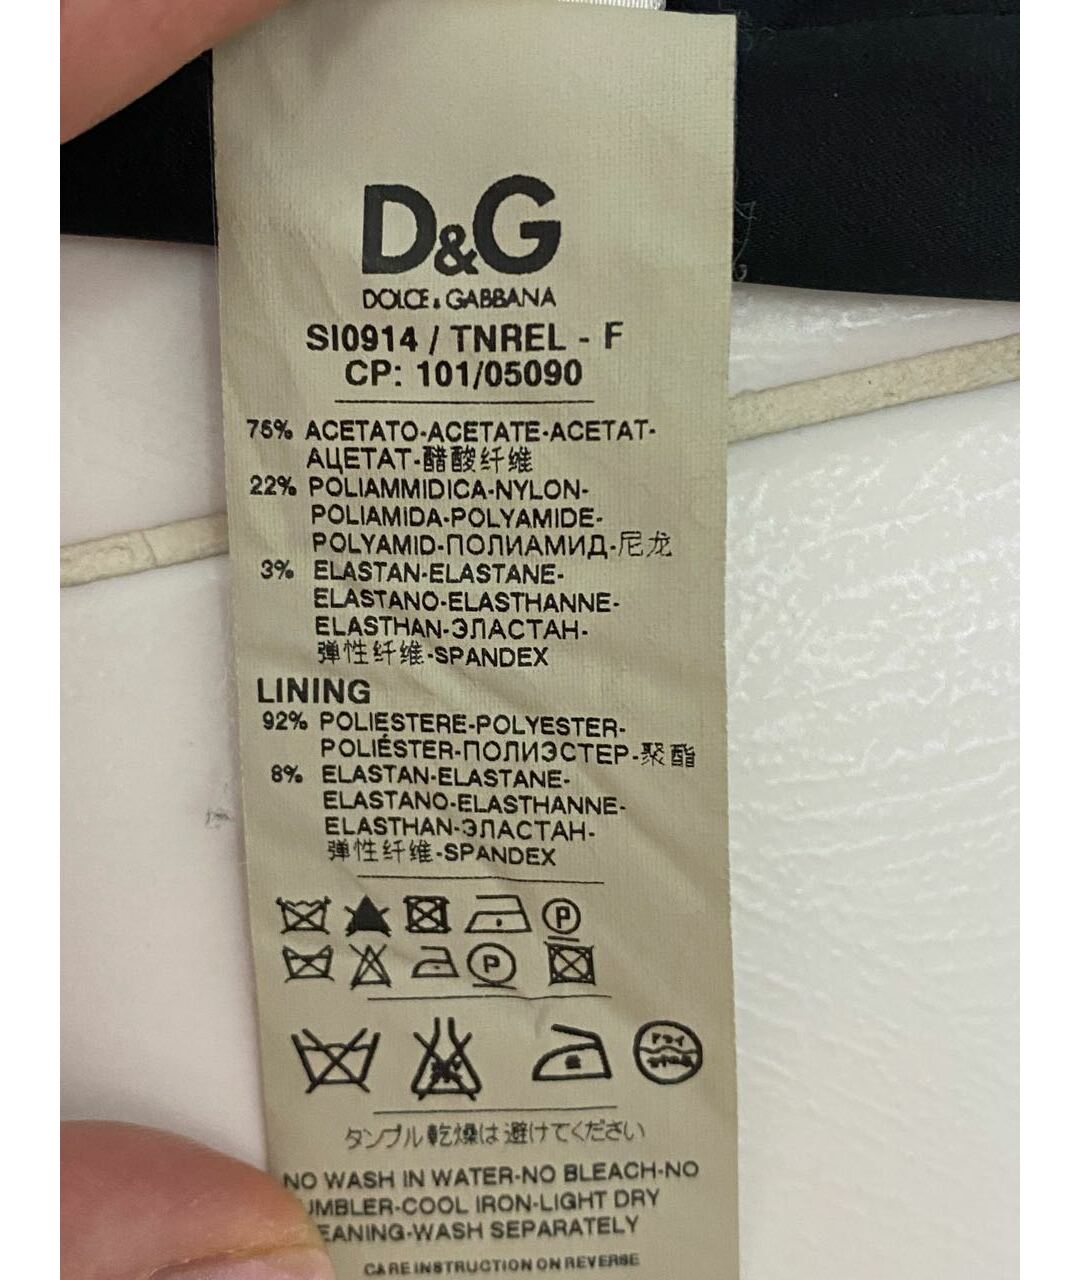 D&G
DOLCE & GABBANA
SI0914 / TNREL - F
CP: 101/05090
76% ACETATO-ACETATE-ACETAT-
АЦЕТАТ-醋酸纤维
22% POLIAMMIDICA-NYLON-
POLIAMIDA-POLYAMIDE-
POLYAMID-ПОЛИАМИД-尼龙
3% ELASTAN-ELASTANE-
ELASTANO-ELASTHANNE-
ELASTHAN-ЭЛАСТАН-
弹性纤维-SPANDEX
LINING
92% POLIESTERE-POLYESTER-
POLIÉSTER-ПОЛИЭСТЕР-聚酯
8% ELASTAN-ELASTANE-
ELASTANO-ELASTHANNE-
ELASTHAN-ЭЛАСТАН-
弹性纤维-SPANDEX
P
P
タンブル乾燥は避けてください
NO WASH IN WATER-NO BLEACH-NO
UMBLER-COOL IRON-LIGHT DRY
EANING-WASH SEPARATELY
CARE INSTRUCTION ON REVERSE